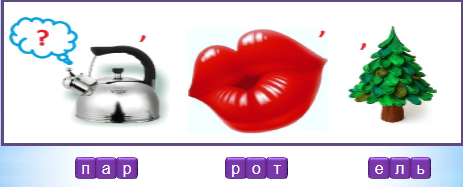 ?
, , ,
пар рот ель